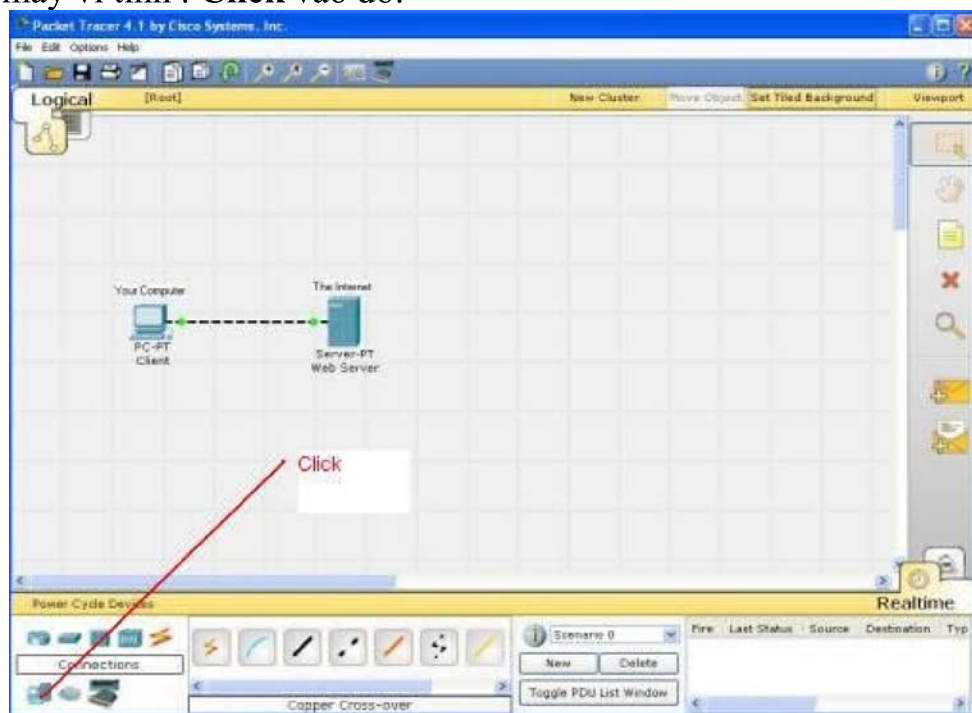 máy vi tính . Click vào đó.
Packet Tracer 4.1 by Cisco Systems, Inc.
File Edit Options Help
Logical [Root] New Cluster Move Object Set Tiled Background Viewport
Your Computer The Internet
PC-PT
Client
Server-PT
Web Server
Click
Power Cycle Devices Realtime
Connections
Scenario 0
Fire Last Status Source Destination Typ
New Delete
Toggle PDU List Window
Copper Cross-over